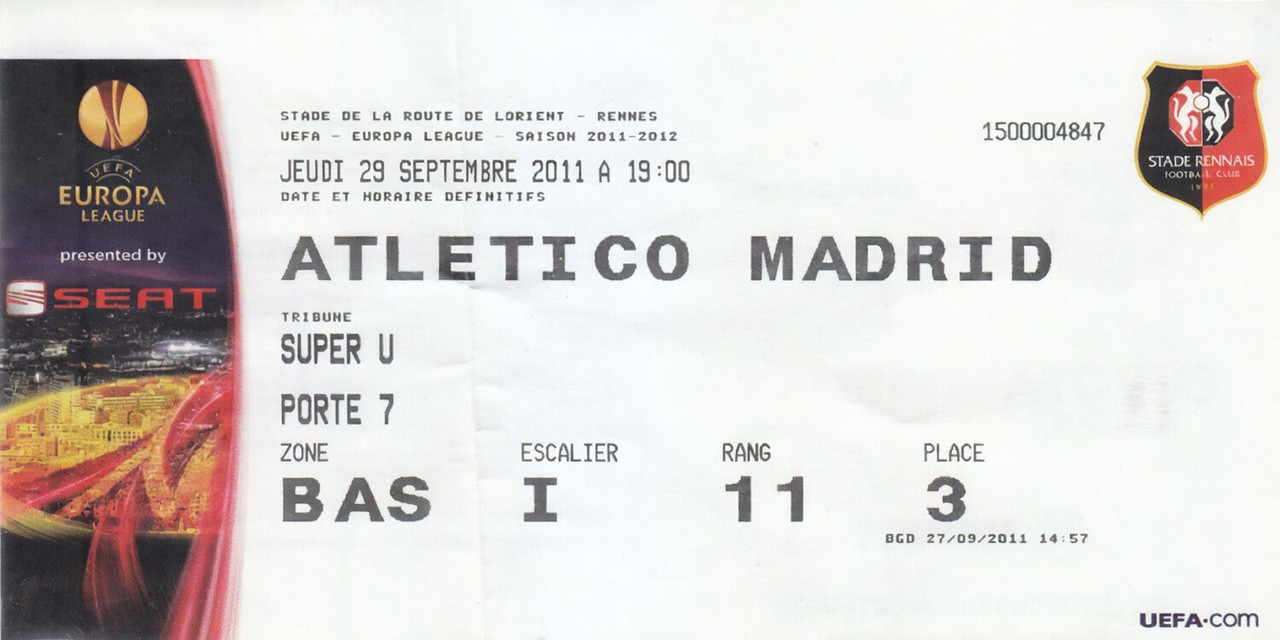 UEFA
EUROPA
LEAGUE
presented by
SEAT
STADE DE LA ROUTE DE LORIENT - RENNES
UEFA - EUROPA LEAGUE - SAISON 2011-2012
JEUDI 29 SEPTEMBRE 2011 A 19:00
DATE ET HORAIRE DEFINITIFS
1500004847
STADE RENNAIS
FOOTBALL CLUB
1901
ATLETICO MADRID
TRIBUNE
SUPER U
PORTE 7
ZONE ESCALIER RANG PLACE
BAS I 11 3
BGD 27/09/2011 14:57
UEFA.com